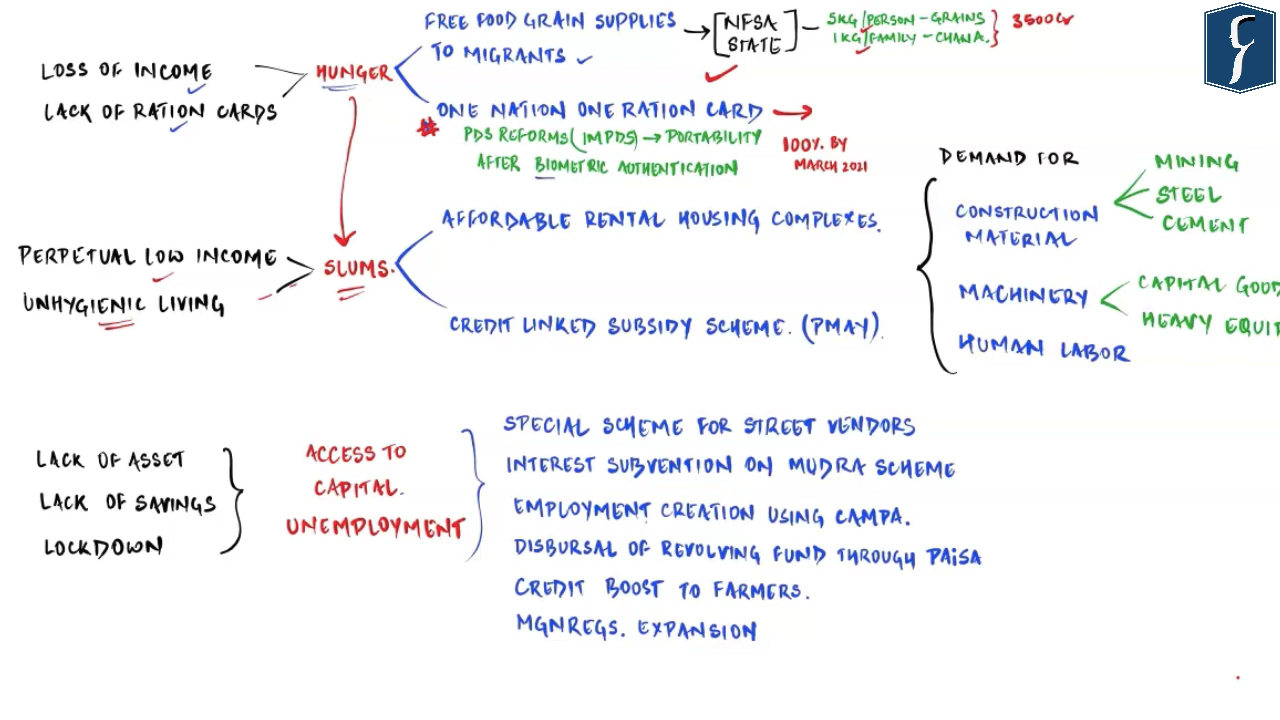 FREE FOOD GRAIN SUPPLIES
TO MIGRANTS
[NFSA
STATE]
5KG/PERSON-GRAINS
1KG/FAMILY-CHANA.
3500Cr
LOSS OF INCOME
LACK OF RATION CARDS
HUNGER
ONE NATION ONE RATION CARD
PDS REFORMS (IMPDS) → PORTABILITY
AFTER BIOMETRIC AUTHENTICATION
100% BY
MARCH 2021
AFFORDABLE RENTAL HOUSING COMPLEXES.
PERPETUAL LOW INCOME
UNHYGIENIC LIVING
SLUMS.
CREDIT LINKED SUBSIDY SCHEME. (PMAY).
DEMAND FOR
CONSTRUCTION
MATERIAL
MINING
STEEL
CEMENT
MACHINERY
CAPITAL GOOD
HEAVY EQUIP
HUMAN LABOR
LACK OF ASSET
LACK OF SAVINGS
LOCKDOWN
ACCESS TO
CAPITAL.
UNEMPLOYMENT
SPECIAL SCHEME FOR STREET VENDORS
INTEREST SUBVENTION ON MUDRA SCHEME
EMPLOYMENT CREATION USING CAMPA.
DISBURSAL OF REVOLVING FUND THROUGH PAiSA
CREDIT BOOST TO FARMERS.
MGNREGS. EXPANSION